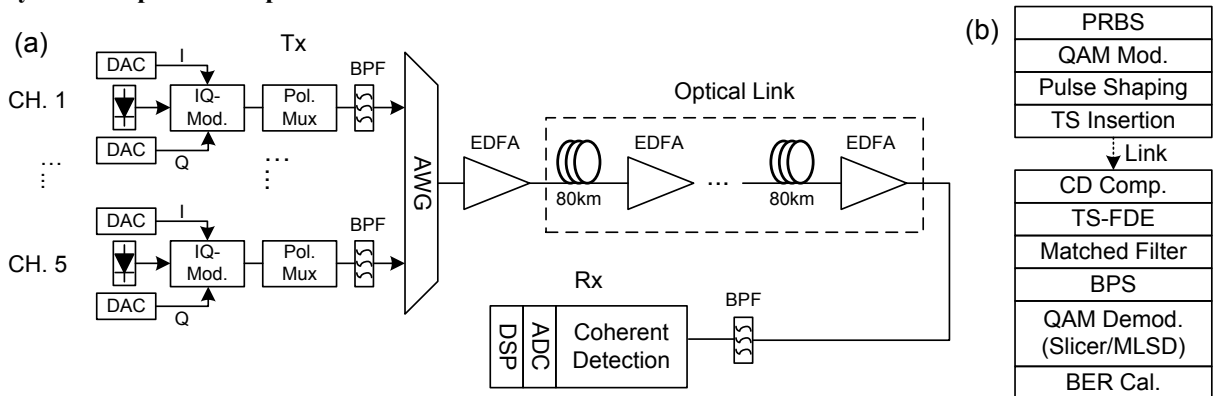 (a)
Tx
DAC
I
BPF
CH. 1
IQ-
Mod.
Pol.
Mux
DAC
Q
...
...
...
DAC
I
BPF
CH. 5
IQ-
Mod.
Pol.
Mux
DAC
Q
AWG
EDFA
Optical Link
80km
EDFA
...
80km
EDFA
Rx
DSP
ADC
Coherent
Detection
BPF
(b)
PRBS
QAM Mod.
Pulse Shaping
TS Insertion
Link
CD Comp.
TS-FDE
Matched Filter
BPS
QAM Demod.
(Slicer/MLSD)
BER Cal.